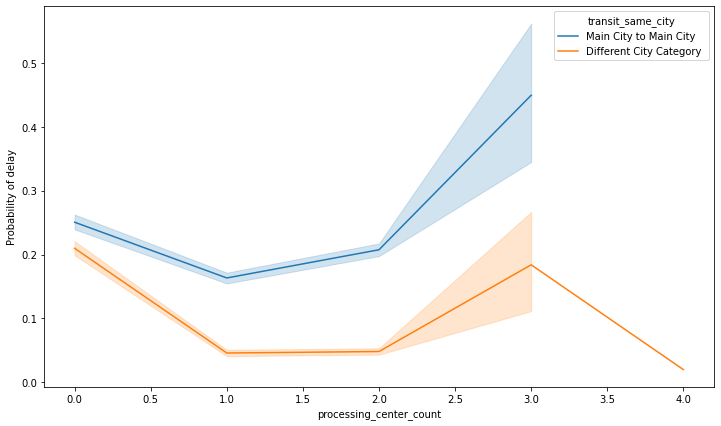 transit_same_city
Main City to Main City
Different City Category
Probability of delay
0.5
0.4
0.3
0.2
0.1
0.0
0.0 0.5 1.0 1.5 2.0 2.5 3.0 3.5 4.0
processing_center_count